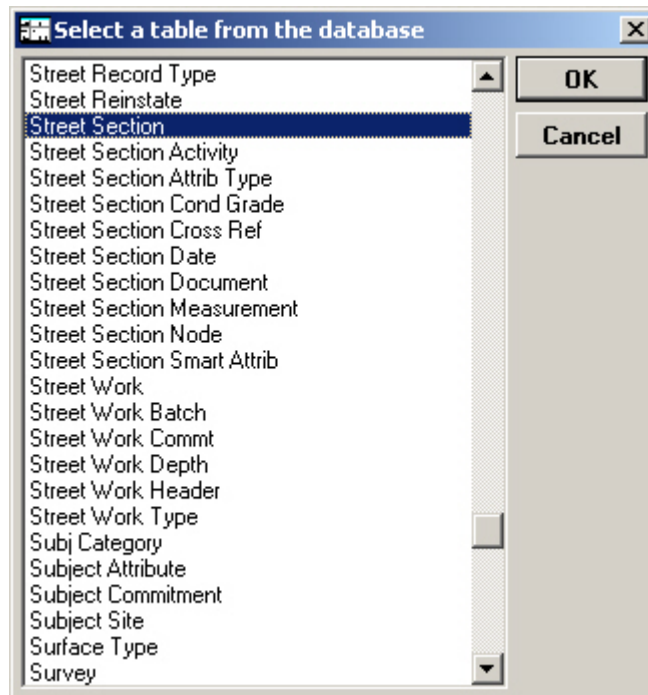 Select a table from the database
Street Record Type
Street Reinstate
Street Section
Street Section Activity
Street Section Attrib Type
Street Section Cond Grade
Street Section Cross Ref
Street Section Date
Street Section Document
Street Section Measurement
Street Section Node
Street Section Smart Attrib
Street Work
Street Work Batch
Street Work Commt
Street Work Depth
Street Work Header
Street Work Type
Subj Category
Subject Attribute
Subject Commitment
Subject Site
Surface Type
Survey
OK
Cancel